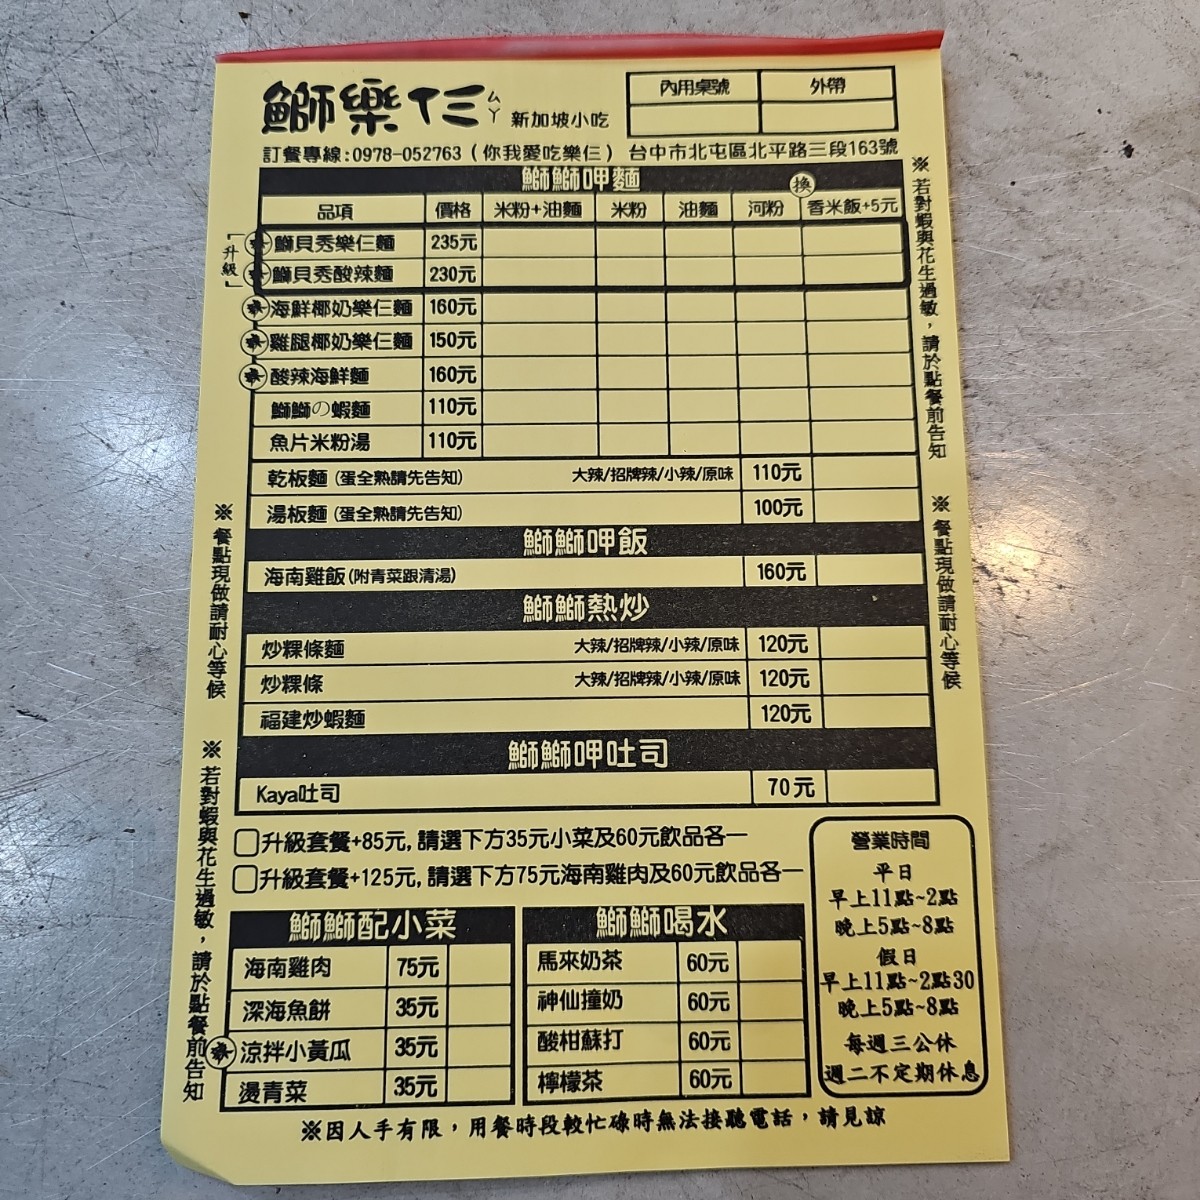 鰤樂仨ㄙㄚ 新加坡小吃
內用桌號 外帶
訂餐專線:0978-052763（你我愛吃樂仨） 台中市北屯區北平路三段163號
鰤鰤呷麵
品項 價格 米粉+油麵 米粉 油麵 河粉 換 香米飯+5元
「升級」
鰤貝秀樂仨麵 235元
鰤貝秀酸辣麵 230元
海鮮椰奶樂仨麵 160元
雞腿椰奶樂仨麵 150元
酸辣海鮮麵 160元
鰤鰤の蝦麵 110元
魚片米粉湯 110元
乾板麵 (蛋全熟請先告知) 大辣/招牌辣/小辣/原味 110元
湯板麵 (蛋全熟請先告知) 100元
鰤鰤呷飯
海南雞飯(附青菜跟清湯) 160元
鰤鰤熱炒
炒粿條麵 大辣/招牌辣/小辣/原味 120元
炒粿條 大辣/招牌辣/小辣/原味 120元
福建炒蝦麵 120元
鰤鰤呷吐司
Kaya吐司 70元
升級套餐+85元,請選下方35元小菜及60元飲品各一
升級套餐+125元,請選下方75元海南雞肉及60元飲品各一
鰤鰤配小菜
海南雞肉 75元
深海魚餅 35元
涼拌小黃瓜 35元
燙青菜 35元
鰤鰤喝水
馬來奶茶 60元
神仙撞奶 60元
酸柑蘇打 60元
檸檬茶 60元
營業時間
平日
早上11點~2點
晚上5點~8點
假日
早上11點~2點30
晚上5點~8點
每週三公休
週二不定期休息
※因人手有限，用餐時段較忙碌時無法接聽電話，請見諒
※餐點現做請耐心等候
※若對蝦與花生過敏，請於點餐前告知
※若對蝦與花生過敏，請於點餐前告知
※餐點現做請耐心等候